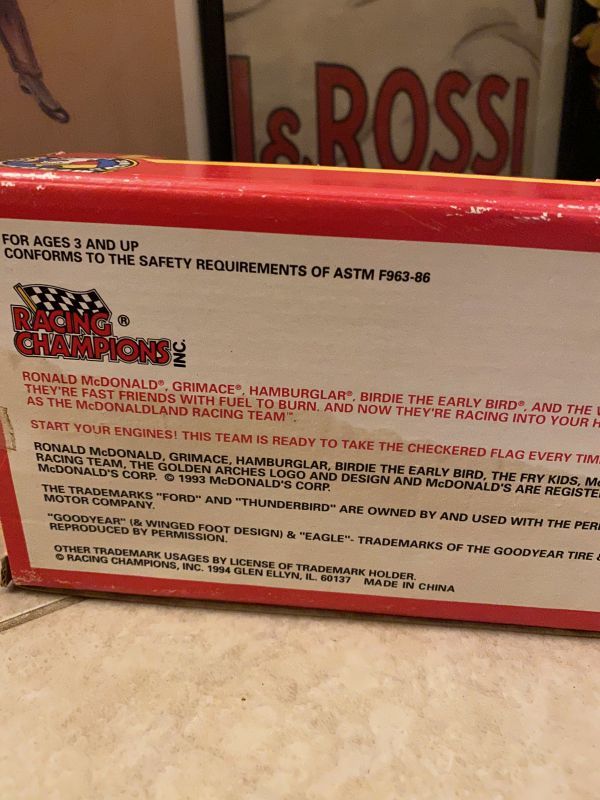 & ROSSI
FOR AGES 3 AND UP
CONFORMS TO THE SAFETY REQUIREMENTS OF ASTM F963-86
RACING ®
CHAMPIONS INC.
RONALD McDONALD®, GRIMACE®, HAMBURGLAR®, BIRDIE THE EARLY BIRD®, AND THE
THEY'RE FAST FRIENDS WITH FUEL TO BURN. AND NOW THEY'RE RACING INTO YOUR
AS THE McDONALDLAND RACING TEAM™.
START YOUR ENGINES! THIS TEAM IS READY TO TAKE THE CHECKERED FLAG EVERY
RONALD McDONALD, GRIMACE, HAMBURGLAR, BIRDIE THE EARLY BIRD, THE FRY KIDS,
RACING TEAM, THE GOLDEN ARCHES LOGO AND DESIGN AND McDONALD'S ARE
McDONALD'S CORP. © 1993 McDONALD'S CORP.
THE TRADEMARKS "FORD" AND "THUNDERBIRD" ARE OWNED BY AND USED WITH THE
MOTOR COMPANY.
"GOODYEAR" (& WINGED FOOT DESIGN) & "EAGLE"- TRADEMARKS OF THE GOODYEAR TIRE
REPRODUCED BY PERMISSION.
OTHER TRADEMARK USAGES BY LICENSE OF TRADEMARK HOLDER.
© RACING CHAMPIONS, INC. 1994 GLEN ELLYN, IL. 60137 MADE IN CHINA